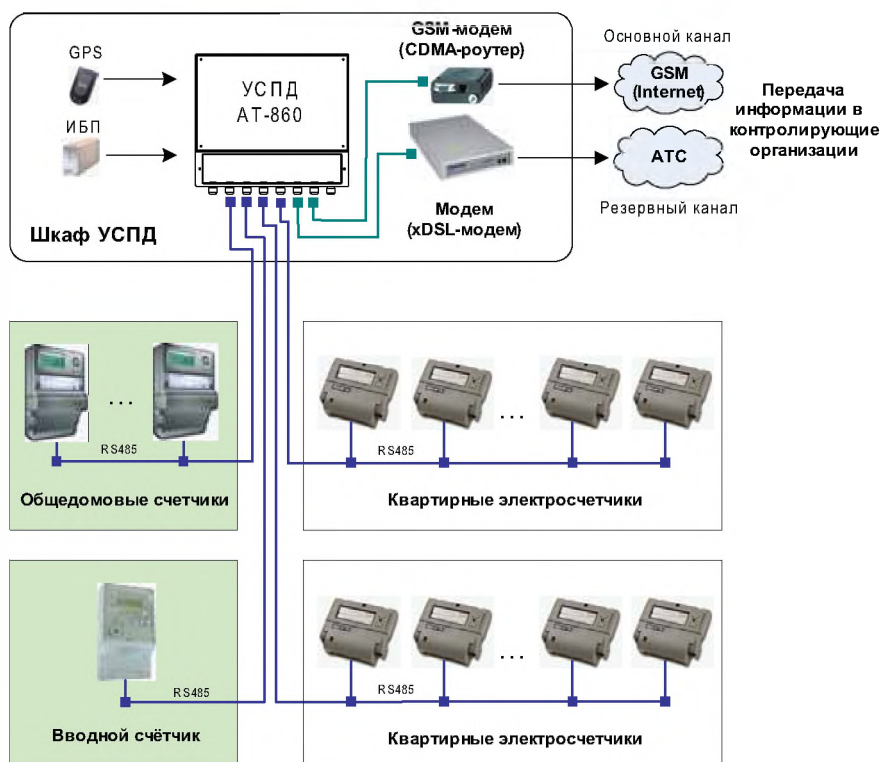 GSM-модем
(CDMA-роутер)
Основной канал
GPS
УСПД
АТ-860
GSM
(Internet)
Передача
информации в
контролирующие
организации
ИБП
АТС
Модем
(xDSL-модем)
Резервный канал
Шкаф УСПД
...
...
RS485
RS485
Общедомовые счетчики
Квартирные электросчетчики
...
RS485
RS485
Вводной счётчик
Квартирные электросчетчики